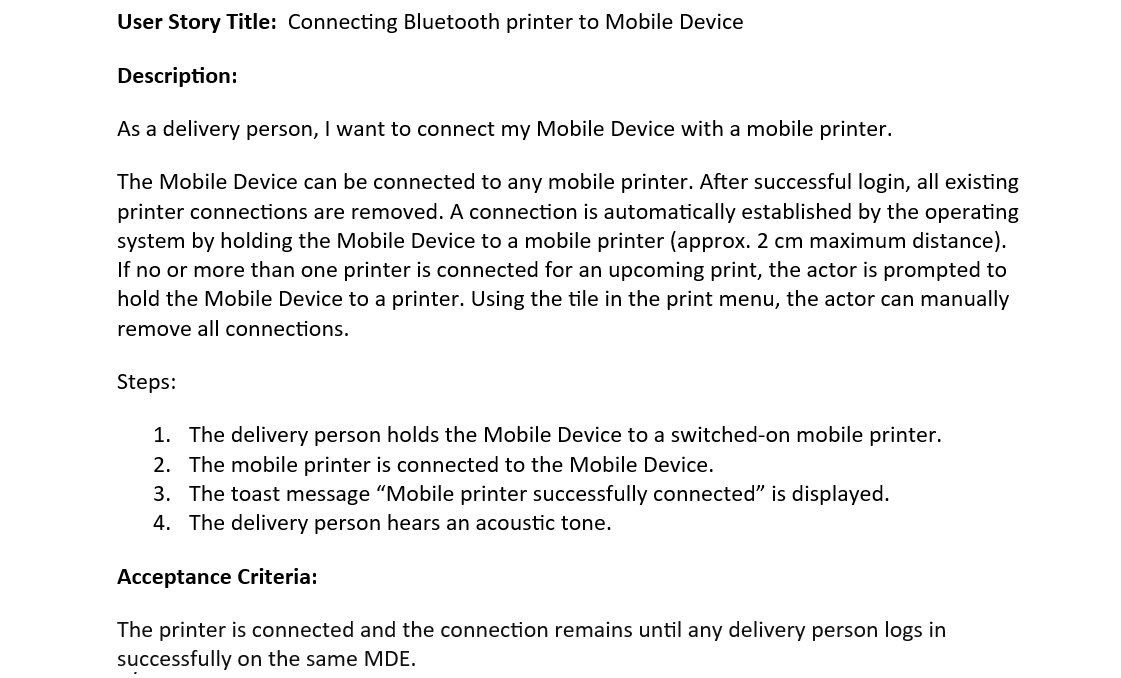 User Story Title: Connecting Bluetooth printer to Mobile Device
Description:
As a delivery person, I want to connect my Mobile Device with a mobile printer.
The Mobile Device can be connected to any mobile printer. After successful login, all existing
printer connections are removed. A connection is automatically established by the operating
system by holding the Mobile Device to a mobile printer (approx. 2 cm maximum distance).
If no or more than one printer is connected for an upcoming print, the actor is prompted to
hold the Mobile Device to a printer. Using the tile in the print menu, the actor can manually
remove all connections.
Steps:
1. The delivery person holds the Mobile Device to a switched-on mobile printer.
2. The mobile printer is connected to the Mobile Device.
3. The toast message “Mobile printer successfully connected” is displayed.
4. The delivery person hears an acoustic tone.
Acceptance Criteria:
The printer is connected and the connection remains until any delivery person logs in
successfully on the same MDE.